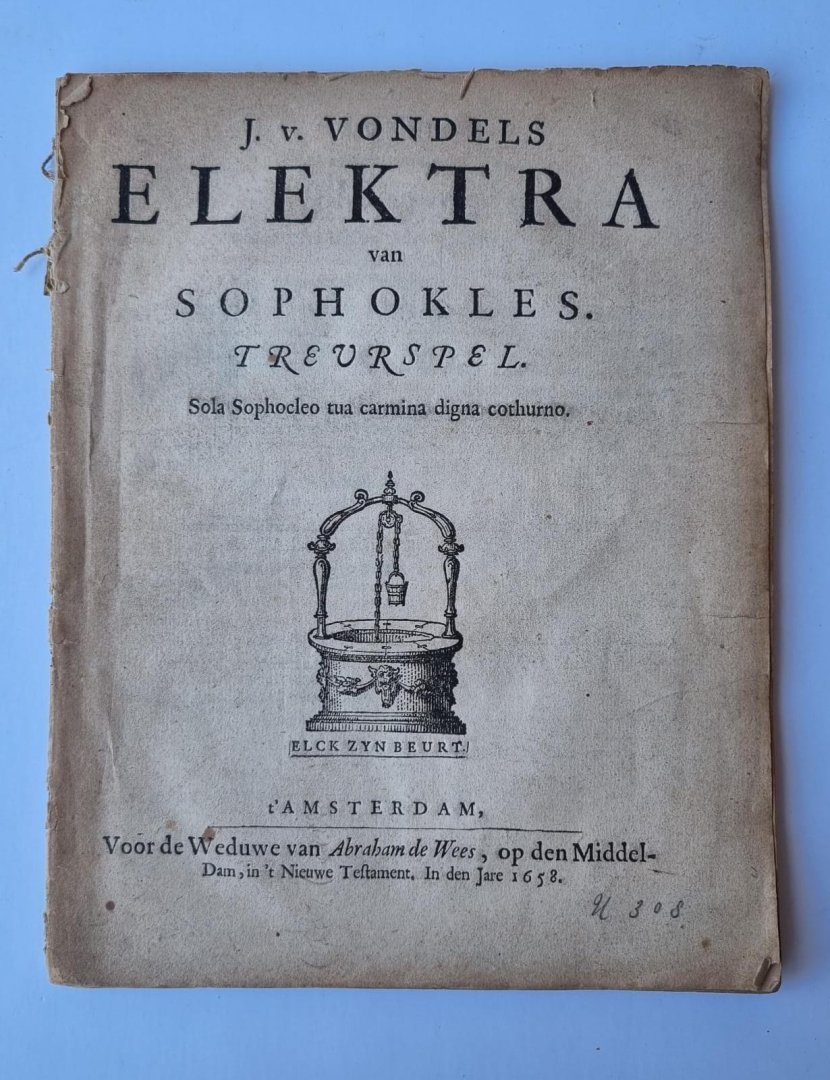 J. v. VONDELS
ELEKTRA
van
SOPHOKLES.
TREURSPEL.
Sola Sophocleo tua carmina digna cothurno.
ELCK ZYN BEURT.
t'AMSTERDAM,
Voor de Weduwe van Abraham de Wees, op den Middel-
Dam, in 't Nieuwe Testament. In den Jare 1658.
308